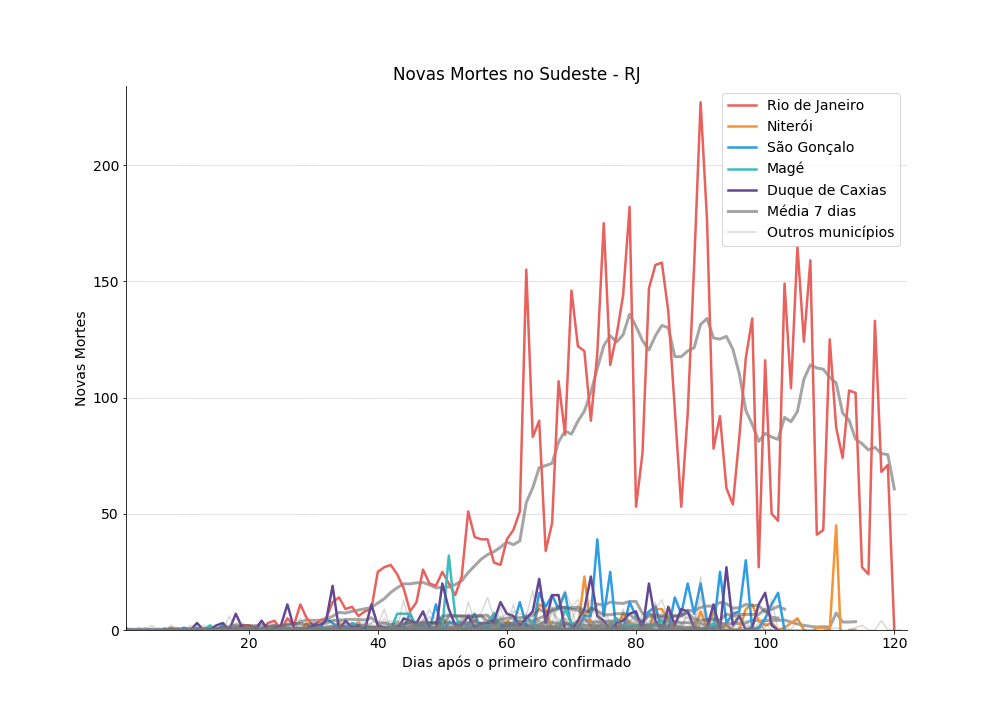 Novas Mortes no Sudeste - RJ
Rio de Janeiro
Niterói
São Gonçalo
Magé
Duque de Caxias
Média 7 dias
Outros municípios
200
150
100
50
0
Novas Mortes
20
40
60
80
100
120
Dias após o primeiro confirmado